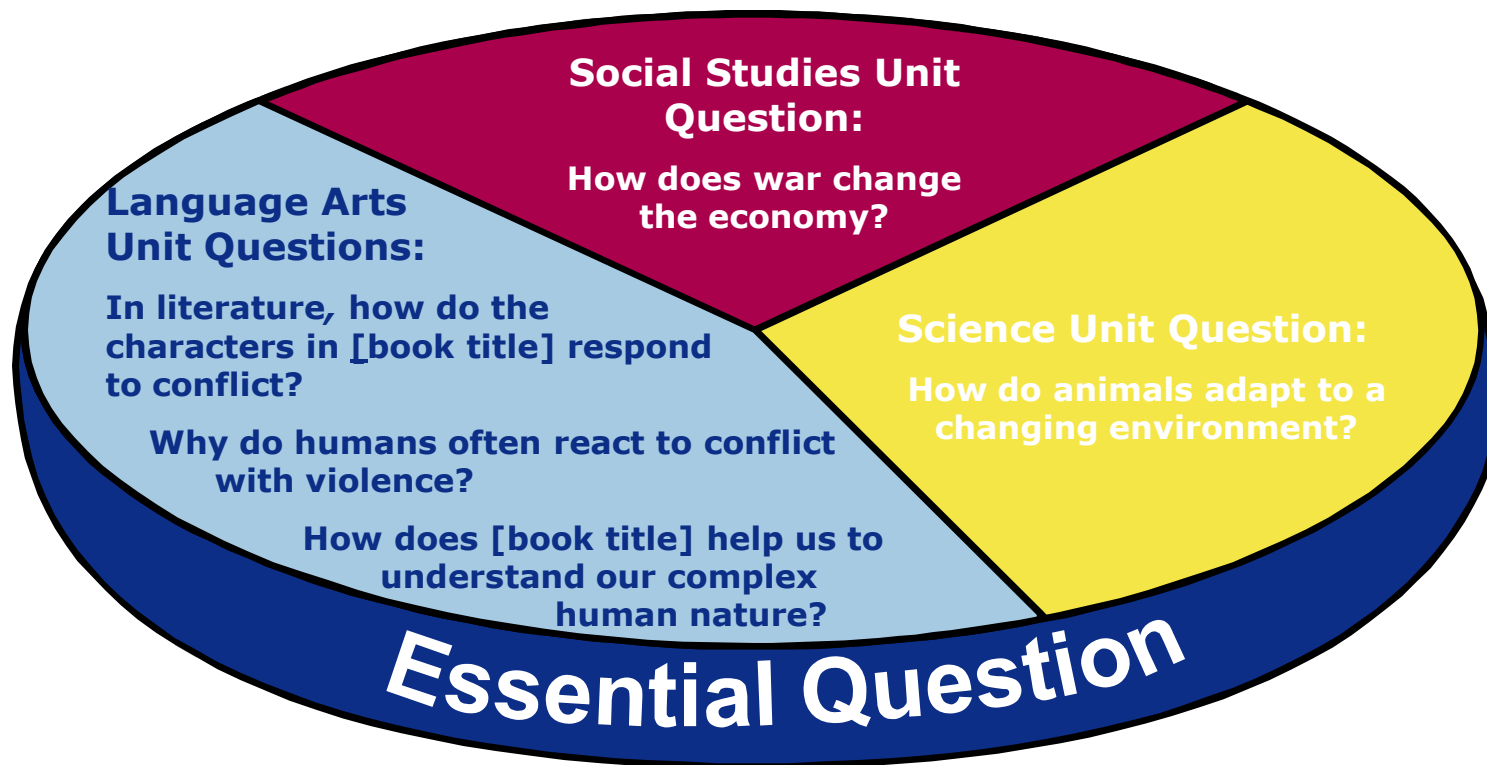 Social Studies Unit
Question:
How does war change
the economy?
Language Arts
Unit Questions:
In literature, how do the
characters in [book title] respond
to conflict?
Why do humans often react to conflict
with violence?
How does [book title] help us to
understand our complex
human nature?
Science Unit Question:
How do animals adapt to a
changing environment?
Essential Question